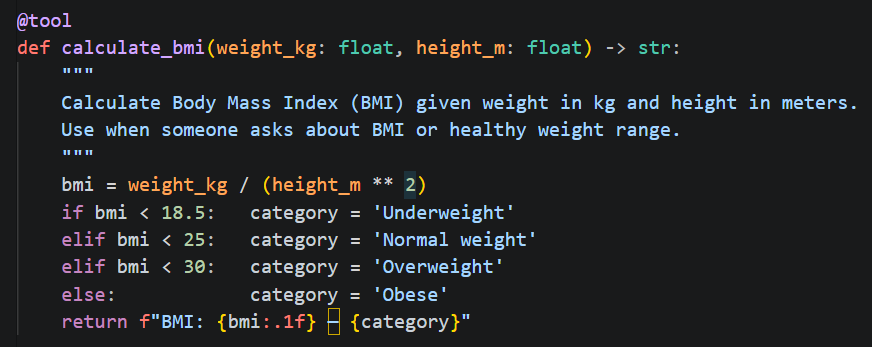 @tool
def calculate_bmi(weight_kg: float, height_m: float) -> str:
    """
    Calculate Body Mass Index (BMI) given weight in kg and height in meters.
    Use when someone asks about BMI or healthy weight range.
    """
    bmi = weight_kg / (height_m ** 2)
    if bmi < 18.5:   category = 'Underweight'
    elif bmi < 25:   category = 'Normal weight'
    elif bmi < 30:   category = 'Overweight'
    else:            category = 'Obese'
    return f"BMI: {bmi:.1f} – {category}"